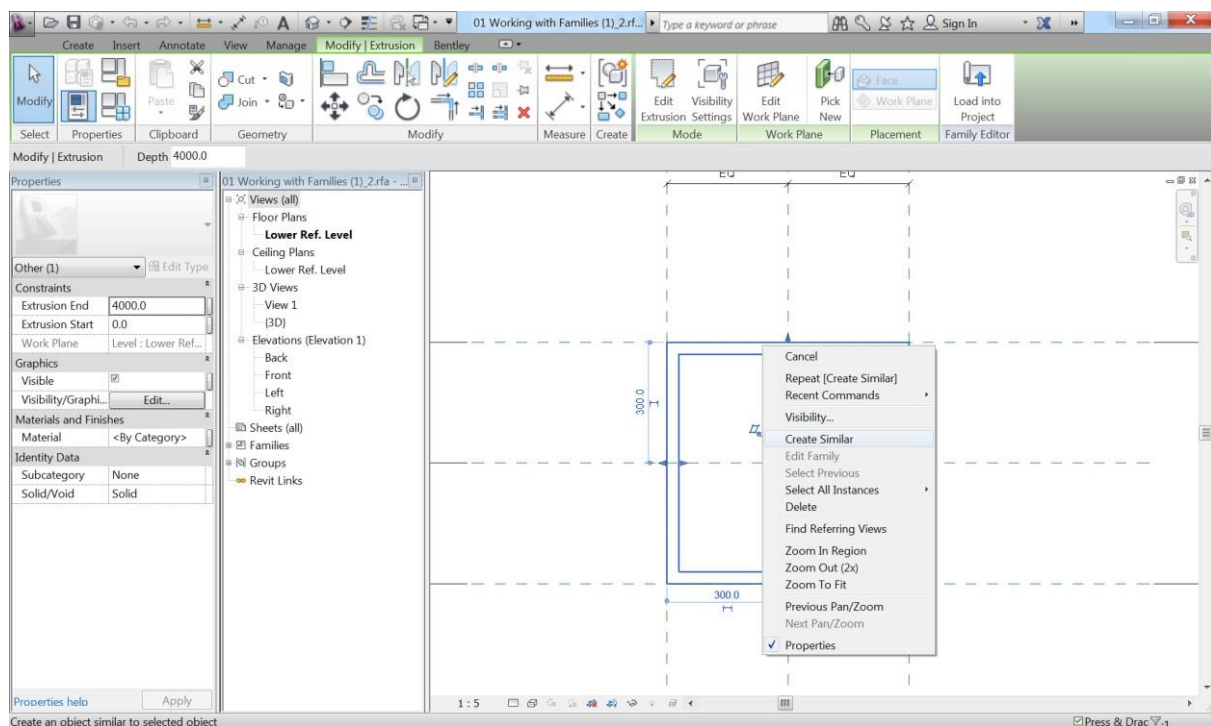 01 Working with Families (1)_2.rf...
Type a keyword or phrase
Sign In
Create Insert Annotate View Manage Modify | Extrusion Bentley
Modify
Paste
Cut
Join
Edit Extrusion
Visibility Settings
Edit Work Plane
Pick New
Face
Work Plane
Load into Project
Select Properties Clipboard Geometry Modify Measure Create Mode Work Plane Placement Family Editor
Modify | Extrusion Depth 4000.0
Properties
Other (1) Edit Type
Constraints
Extrusion End 4000.0
Extrusion Start 0.0
Work Plane Level : Lower Ref...
Graphics
Visible
Visibility/Graphi... Edit...
Materials and Finishes
Material <By Category>
Identity Data
Subcategory None
Solid/Void Solid
Properties help Apply
01 Working with Families (1)_2.rfa - ...
Views (all)
Floor Plans
Lower Ref. Level
Ceiling Plans
Lower Ref. Level
3D Views
View 1
{3D}
Elevations (Elevation 1)
Back
Front
Left
Right
Sheets (all)
Families
Groups
Revit Links
EQ EQ
300.0
300.0
Cancel
Repeat [Create Similar]
Recent Commands
Visibility...
Create Similar
Edit Family
Select Previous
Select All Instances
Delete
Find Referring Views
Zoom In Region
Zoom Out (2x)
Zoom To Fit
Previous Pan/Zoom
Next Pan/Zoom
Properties
1 : 5
Create an object similar to selected object
Press & Drag